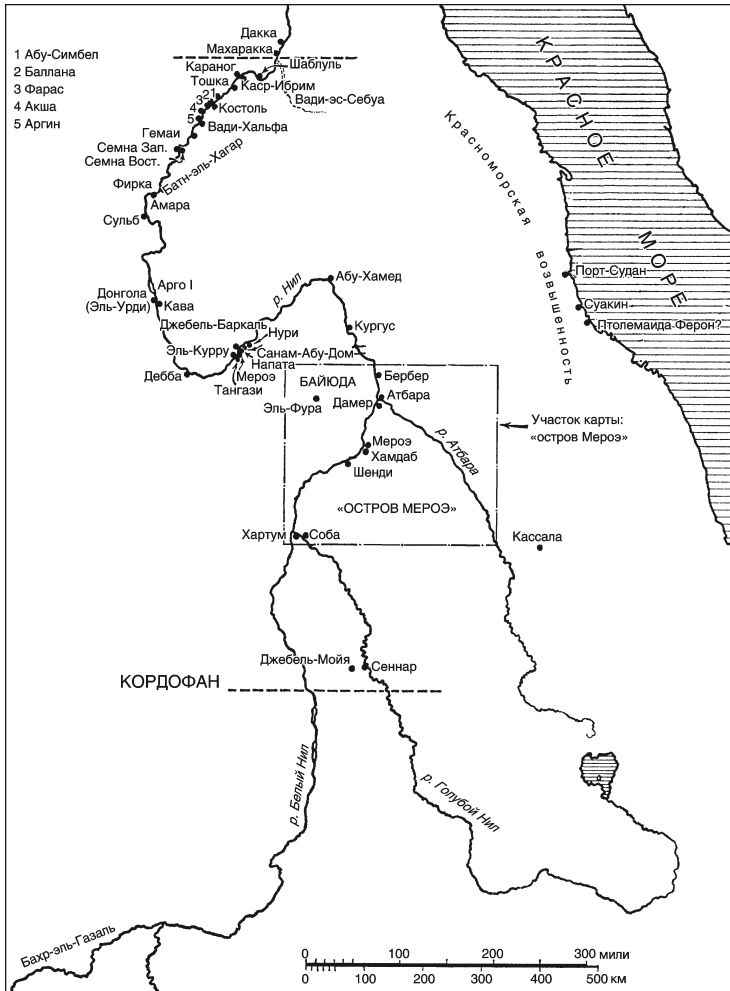 Дакка
Махаракка
1 Абу-Симбел
2 Баллана
3 Фарас
4 Акша
5 Аргин
Шаблуль
Караног
Тошка
Каср-Ибрим
Вади-эс-Себуа
1
2
3
4
5
Костоль
Вади-Хальфа
Гемаи
Семна Зап.
Семна Вост.
Батн-эль-Хагар
Фирка
Амара
Сульб
КРАСНОЕ
МОРЕ
Красноморская возвышенность
Порт-Судан
Суакин
Птолемаида-Ферон?
р. Нил
Абу-Хамед
Арго I
Донгола
(Эль-Урди)
Кава
Джебель-Баркаль
Нури
Кургус
Эль-Курру
Санам-Абу-Дом
Напата
Мероэ
Тангази
Дебба
БАЙЮДА
Бербер
Эль-Фура
Дамер
Атбара
р. Атбара
Участок карты:
«остров Мероэ»
Мероэ
Хамдаб
Шенди
«ОСТРОВ МЕРОЭ»
Хартум
Соба
Кассала
Джебель-Мойя
Сеннар
КОРДОФАН
р. Белый Нил
р. Голубой Нил
Бахр-эль-Газаль
0 100 200 300 мили
0 100 200 300 400 500 км